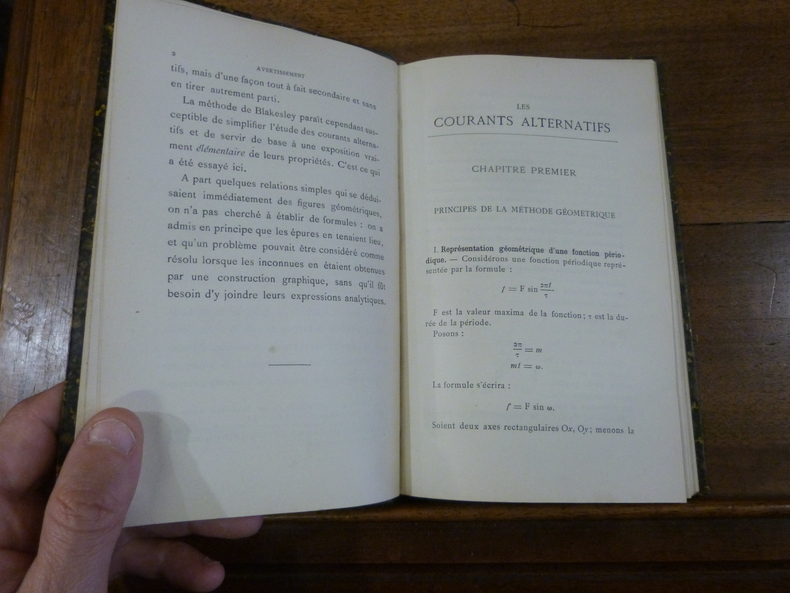 2
AVERTISSEMENT
tifs, mais d'une façon tout à fait secondaire et sans
en tirer autrement parti.
La méthode de Blakesley paraît cependant sus-
ceptible de simplifier l'étude des courants alterna-
tifs et de servir de base à une exposition vrai-
ment élémentaire de leurs propriétés. C'est ce qui
a été essayé ici.
A part quelques relations simples qui se dédui-
saient immédiatement des figures géométriques,
on n'a pas cherché à établir de formules : on a
admis en principe que les épures en tenaient lieu,
et qu'un problème pouvait être considéré comme
résolu lorsque les inconnues en étaient obtenues
par une construction graphique, sans qu'il fût
besoin d'y joindre leurs expressions analytiques.
LES
COURANTS ALTERNATIFS
CHAPITRE PREMIER
PRINCIPES DE LA MÉTHODE GÉOMÉTRIQUE
1. Représentation géométrique d'une fonction pério-
dique. — Considérons une fonction périodique repré-
sentée par la formule :
f = F sin 2πt/τ
F est la valeur maxima de la fonction ; τ est la du-
rée de la période.
Posons :
2π/τ = m
mt = ω.
La formule s'écrira :
f = F sin ω.
Soient deux axes rectangulaires Ox, Oy ; menons la